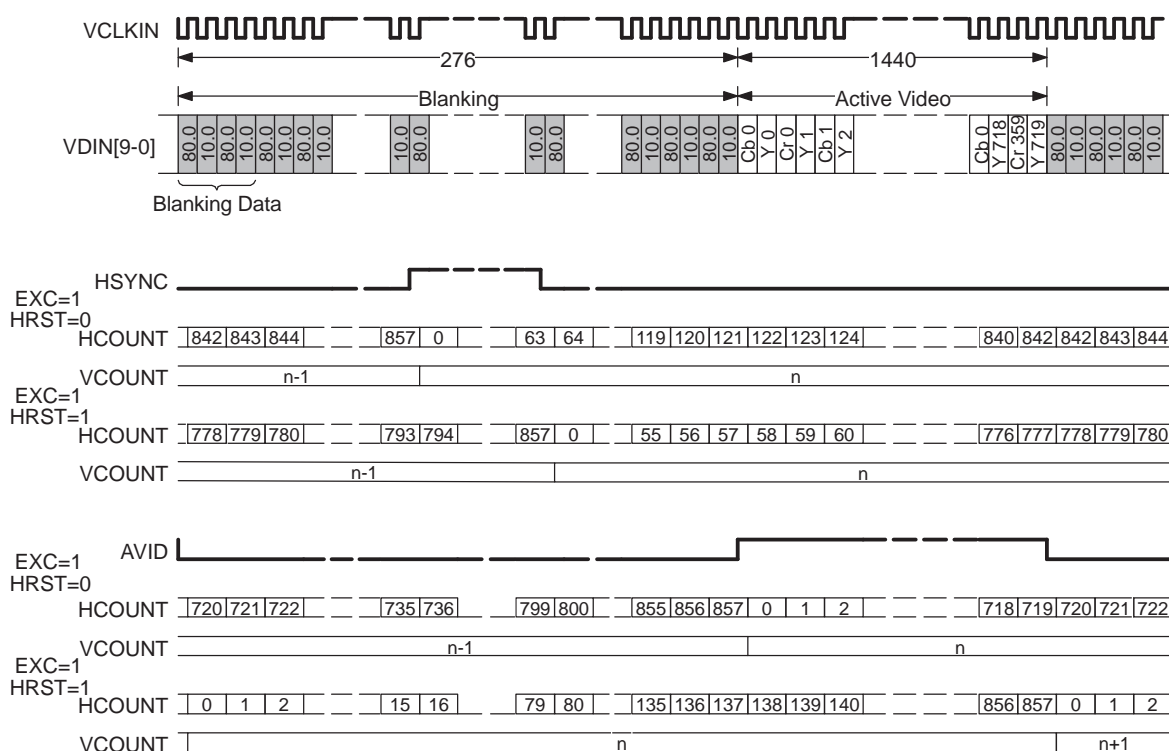 VCLKIN
276 1440
Blanking Active Video
VDIN[9-0] 80.0 10.0 80.0 10.0 80.0 10.0 80.0 10.0 10.0 80.0 10.0 80.0 80.0 10.0 80.0 10.0 80.0 10.0 Cb 0 Y 0 Cr 0 Y 1 Cb 1 Y 2 Cb 0 Y 718 Cr 359 Y 719 80.0 10.0 80.0 10.0 80.0 10.0
Blanking Data
HSYNC
EXC=1
HRST=0
HCOUNT 842 843 844 857 0 63 64 119 120 121 122 123 124 840 842 842 843 844
VCOUNT n-1 n
EXC=1
HRST=1
HCOUNT 778 779 780 793 794 857 0 55 56 57 58 59 60 776 777 778 779 780
VCOUNT n-1 n
AVID
EXC=1
HRST=0
HCOUNT 720 721 722 735 736 799 800 855 856 857 0 1 2 718 719 720 721 722
VCOUNT n-1 n
EXC=1
HRST=1
HCOUNT 0 1 2 15 16 79 80 135 136 137 138 139 140 856 857 0 1 2
VCOUNT n n+1